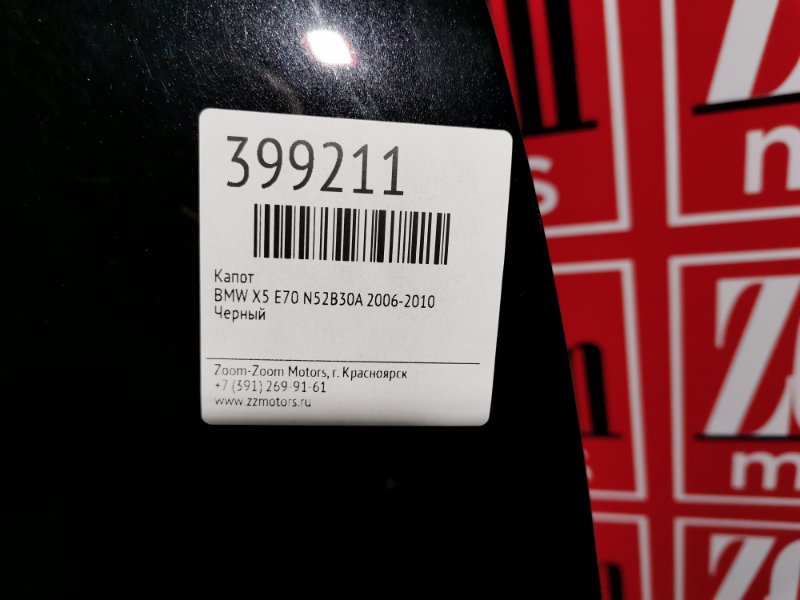 399211
Капот
BMW X5 E70 N52B30A 2006-2010
Черный
Zoom-Zoom Motors, г. Красноярск
+7 (391) 269-91-61
www.zzmotors.ru